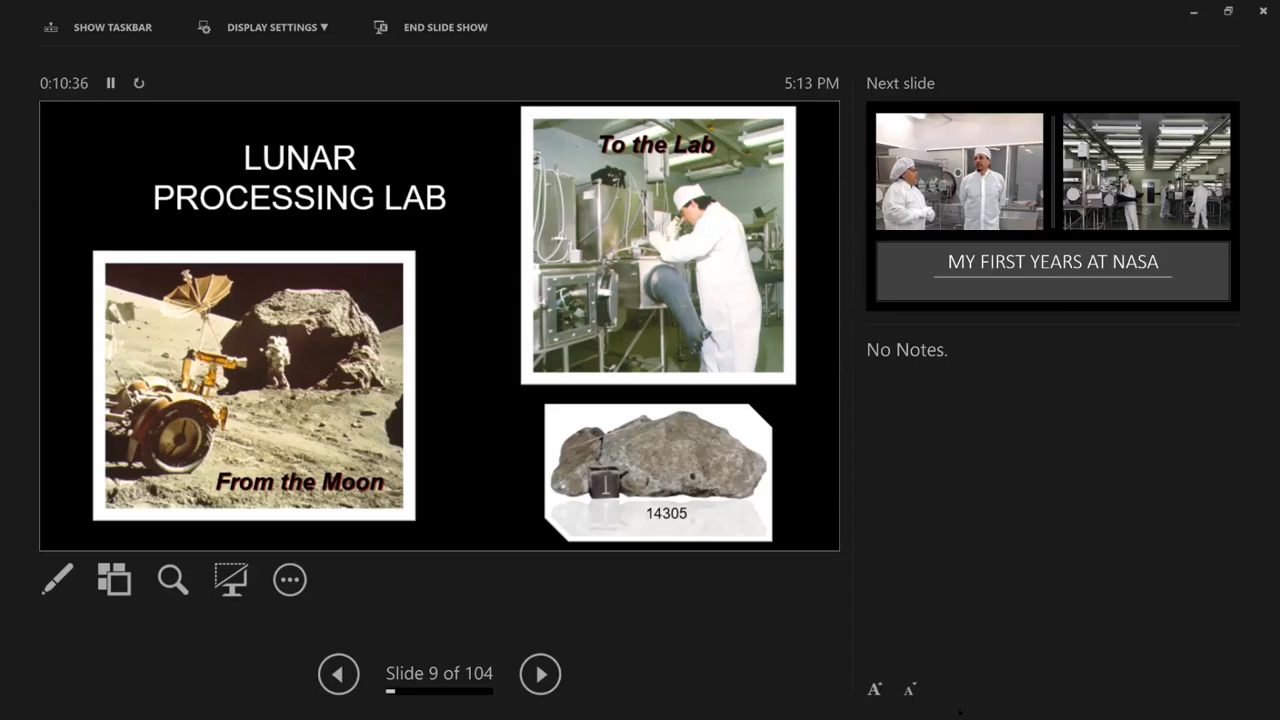 SHOW TASKBAR
DISPLAY SETTINGS ▼
END SLIDE SHOW
0:10:36
5:13 PM
Next slide
LUNAR
PROCESSING LAB
To the Lab
From the Moon
14305
MY FIRST YEARS AT NASA
No Notes.
Slide 9 of 104
A
A